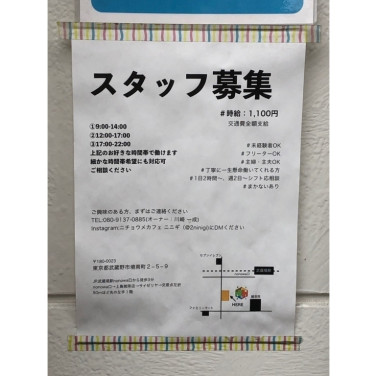 スタッフ募集
#時給：1,100円
交通費全額支給
①9:00-14:00
②12:00-17:00
③17:00-22:00
上記のお好きな時間帯で働けます
細かな時間帯希望にも対応可
ご相談ください
#未経験者OK
#フリーターOK
#主婦・主夫OK
#丁寧に一生懸命働いてくれる方
#1日2時間〜、週2日〜シフト応相談
#まかないあり
ご興味のある方、まずはご連絡ください
TEL:080-9137-0885(オーナー：川崎
Instagram:ニチョウメカフェ ニニギ（@2ninigi)にDMください
〒180-0023
東京都武蔵野市境南町２−５−９
HERE